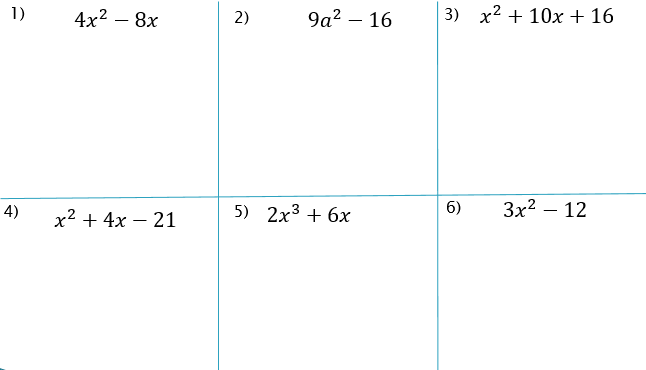 1) 4x² − 8x
2) 9a² − 16
3) x² + 10x + 16
4) x² + 4x − 21
5) 2x³ + 6x
6) 3x² − 12